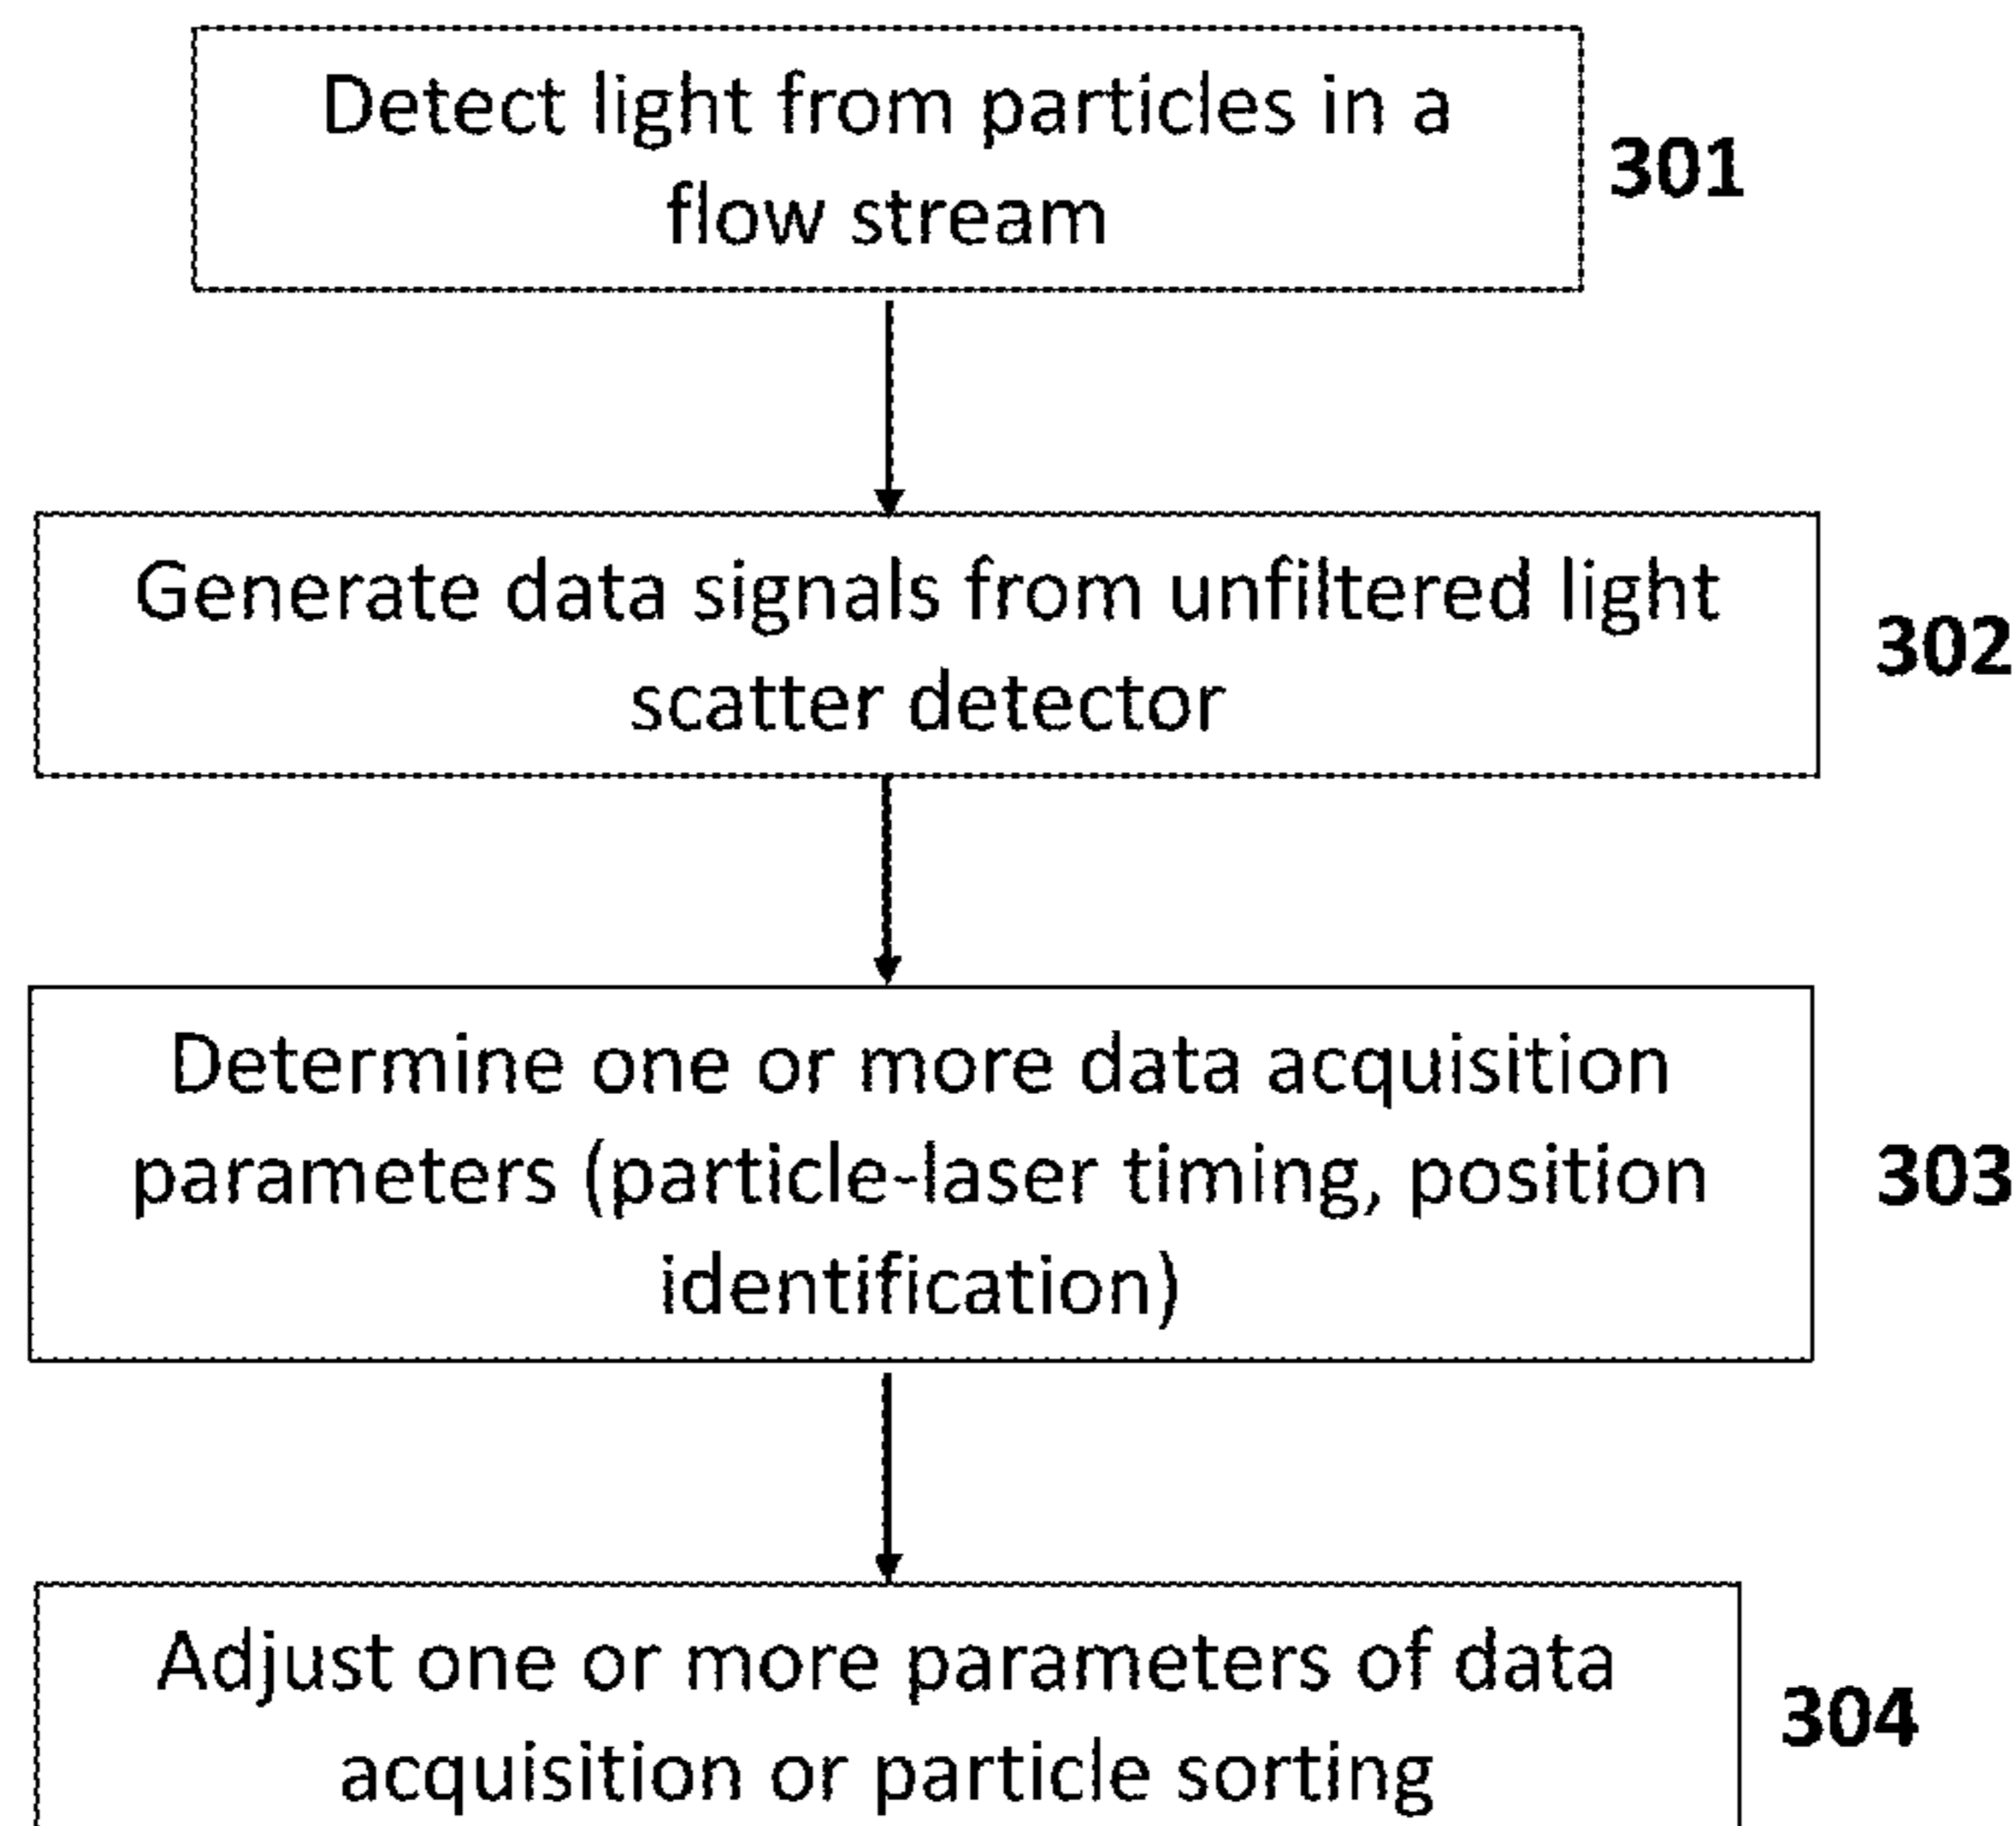 Detect light from particles in a
flow stream
301
Generate data signals from unfiltered light
scatter detector
302
Determine one or more data acquisition
parameters (particle-laser timing, position
identification)
303
Adjust one or more parameters of data
acquisition or particle sorting
304